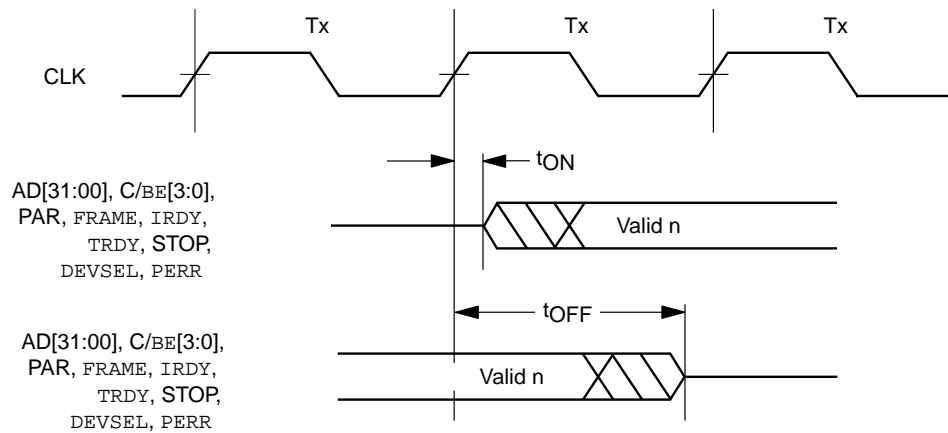 Tx Tx Tx
CLK
tON
AD[31:00], C/BE[3:0],
PAR, FRAME, IRDY,
TRDY, STOP,
DEVSEL, PERR
Valid n
tOFF
AD[31:00], C/BE[3:0],
PAR, FRAME, IRDY,
TRDY, STOP,
DEVSEL, PERR
Valid n